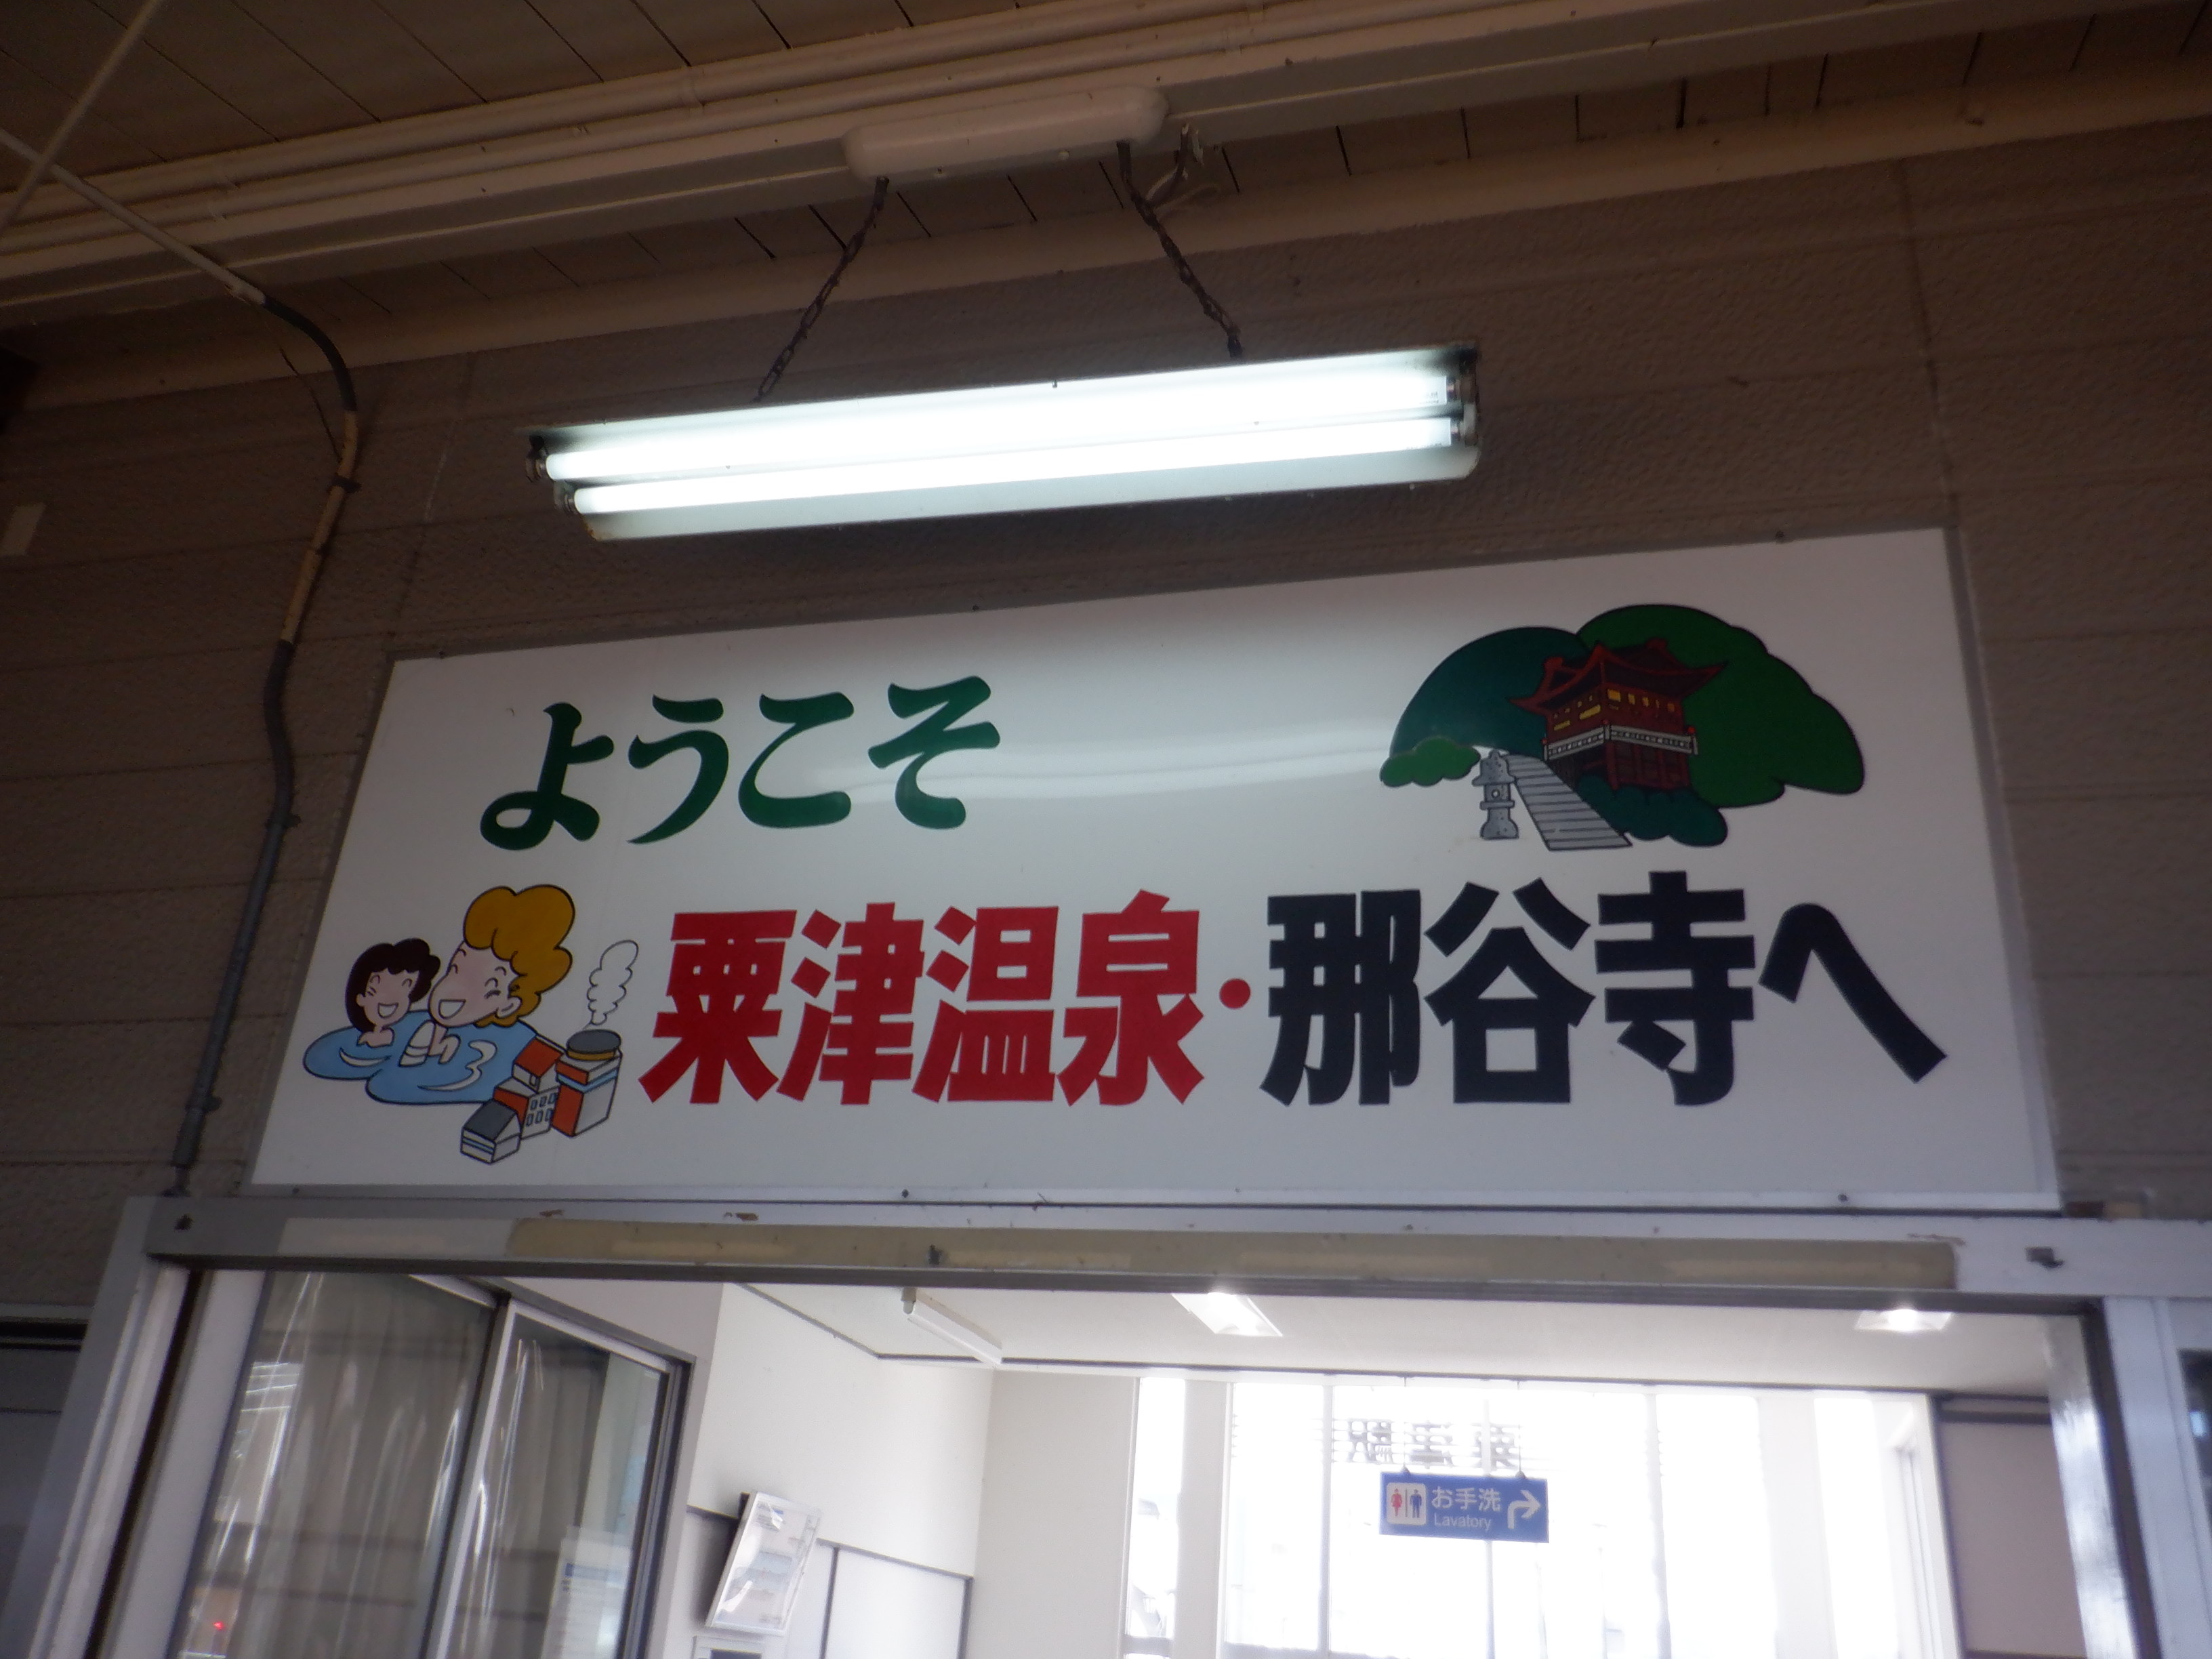 ようこそ
粟津温泉・那谷寺へ
お手洗
Lavatory